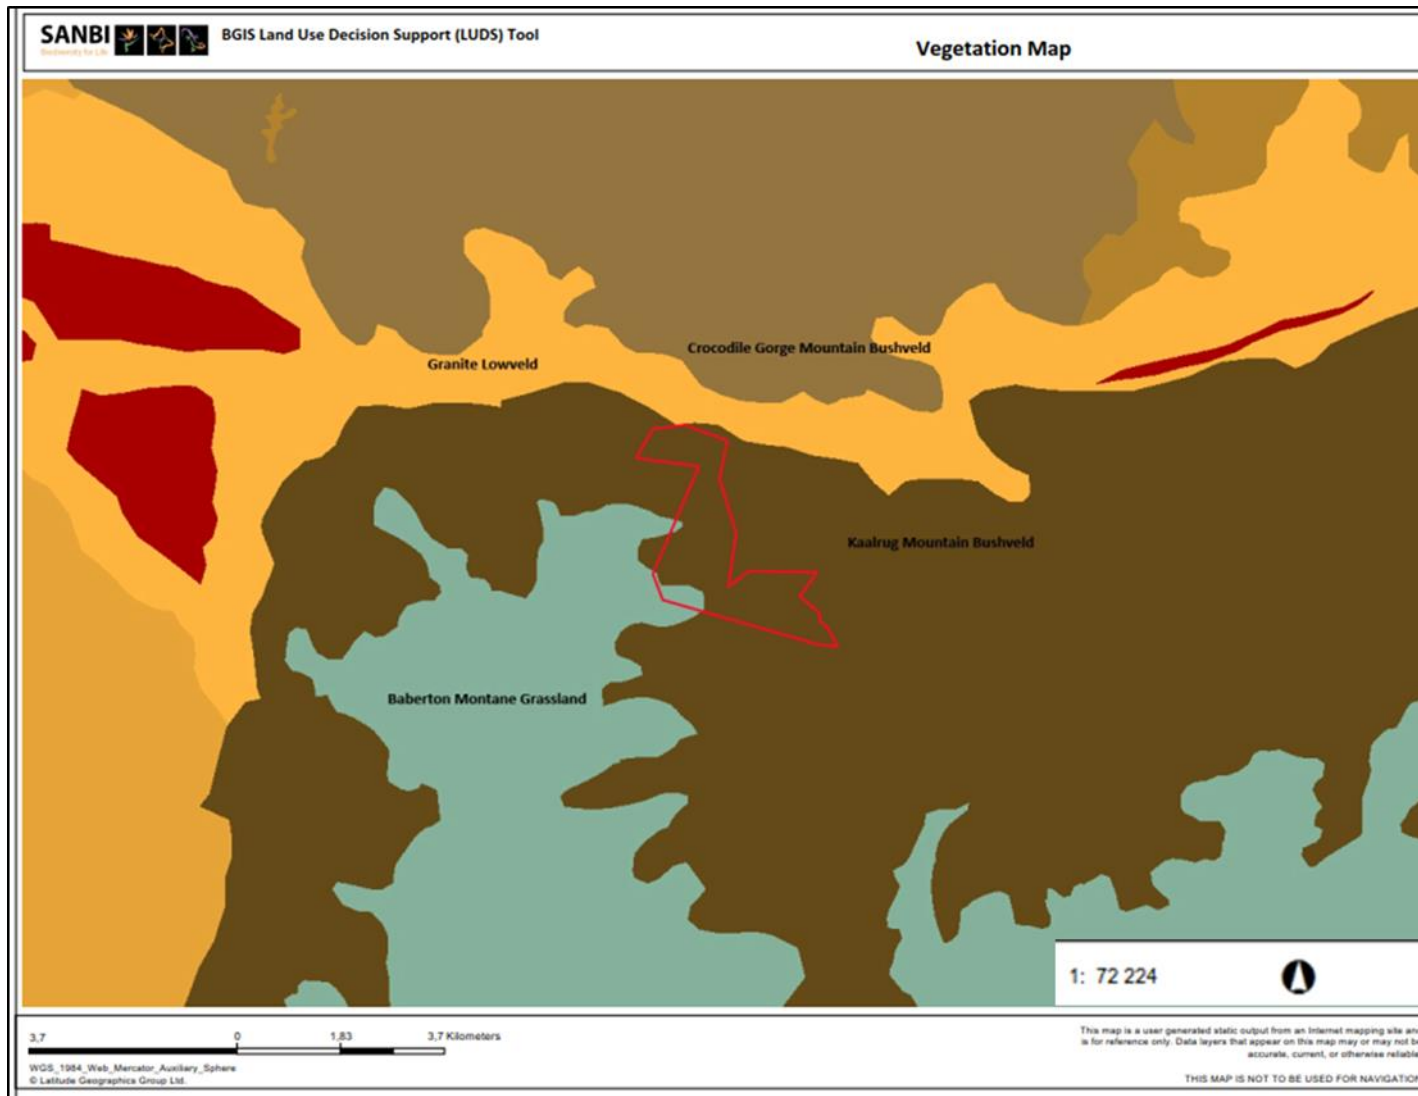 SANBI
Biodiversity for Life
BGIS Land Use Decision Support (LUDS) Tool
Vegetation Map
Crocodile Gorge Mountain Bushveld
Granite Lowveld
Kaalrug Mountain Bushveld
Baberton Montane Grassland
1: 72 224
3,7 0 1,83 3,7 Kilometers
WGS_1984_Web_Mercator_Auxiliary_Sphere
© Latitude Geographics Group Ltd.
This map is a user generated static output from an Internet mapping site and
is for reference only. Data layers that appear on this map may or may not be
accurate, current, or otherwise reliable
THIS MAP IS NOT TO BE USED FOR NAVIGATION